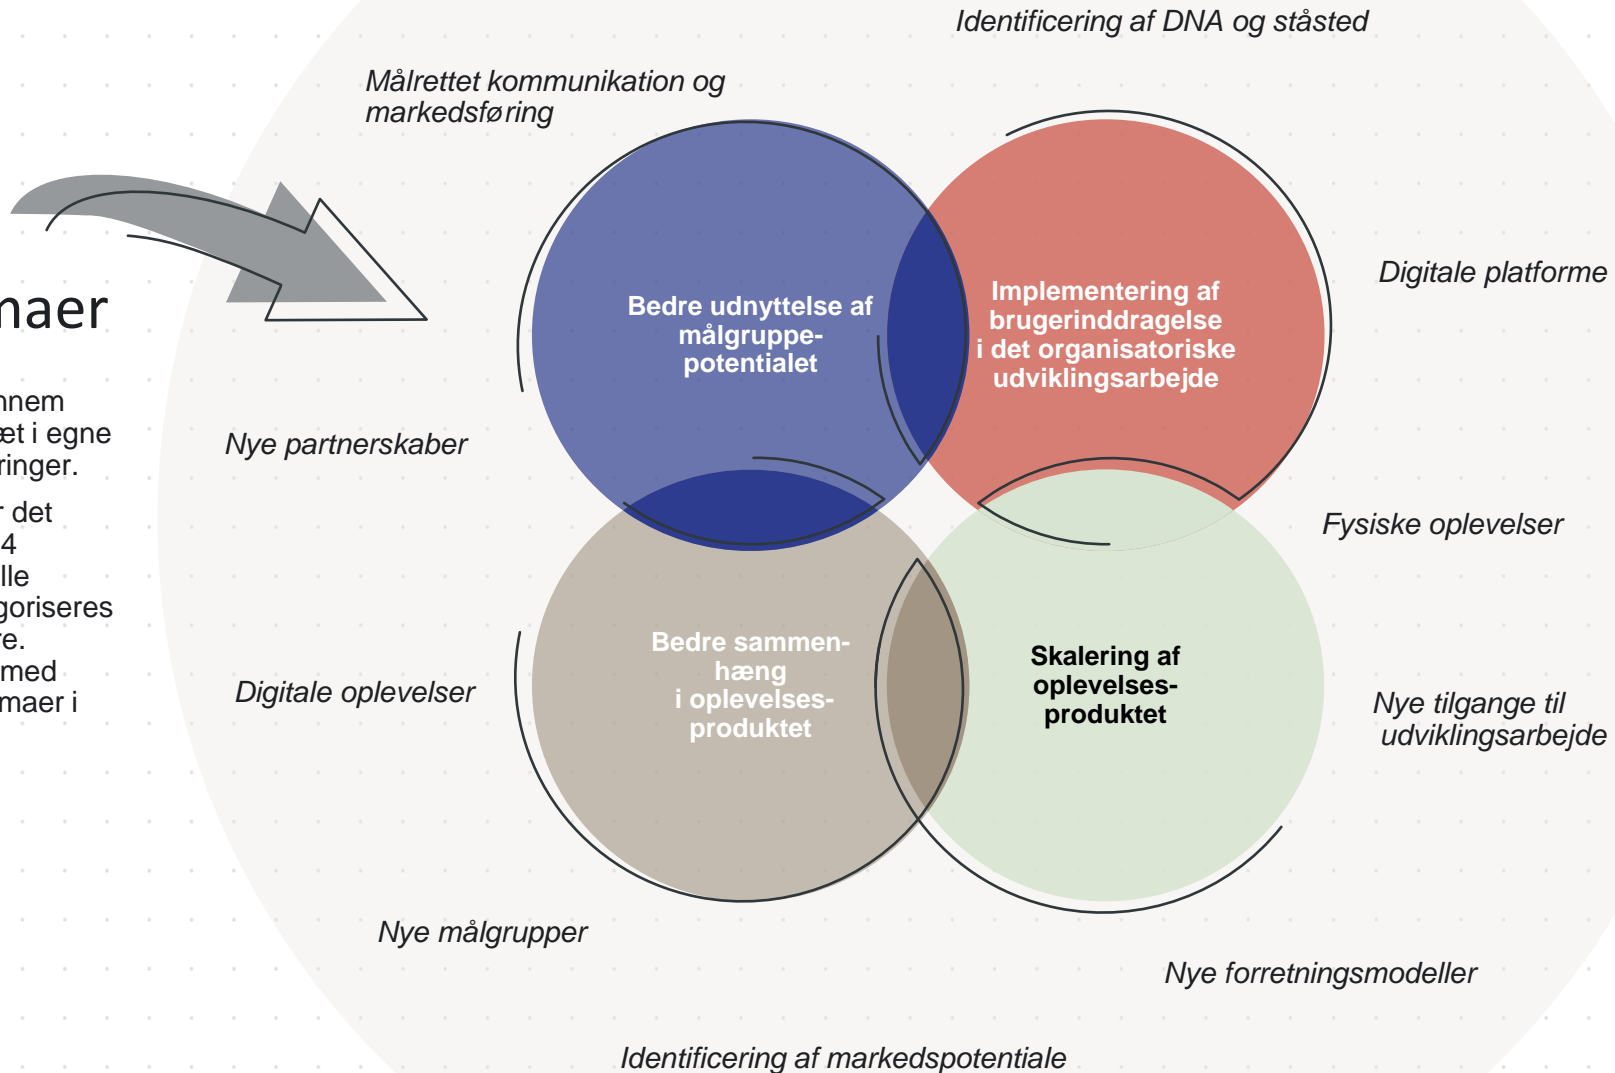 Identificering af DNA og ståsted
Målrettet kommunikation og
markedsføring
maer
nnem
æt i egne
ringer.
r det
4
lle
goriseres
re.
med
maer i
Bedre udnyttelse af
målgruppe-
potentialet
Implementering af
brugerinddragelse
i det organisatoriske
udviklingsarbejde
Digitale platforme
Nye partnerskaber
Fysiske oplevelser
Bedre sammen-
hæng
i oplevelses-
produktet
Skalering af
oplevelses-
produktet
Digitale oplevelser
Nye tilgange til
udviklingsarbejde
Nye målgrupper
Nye forretningsmodeller
Identificering af markedspotentiale